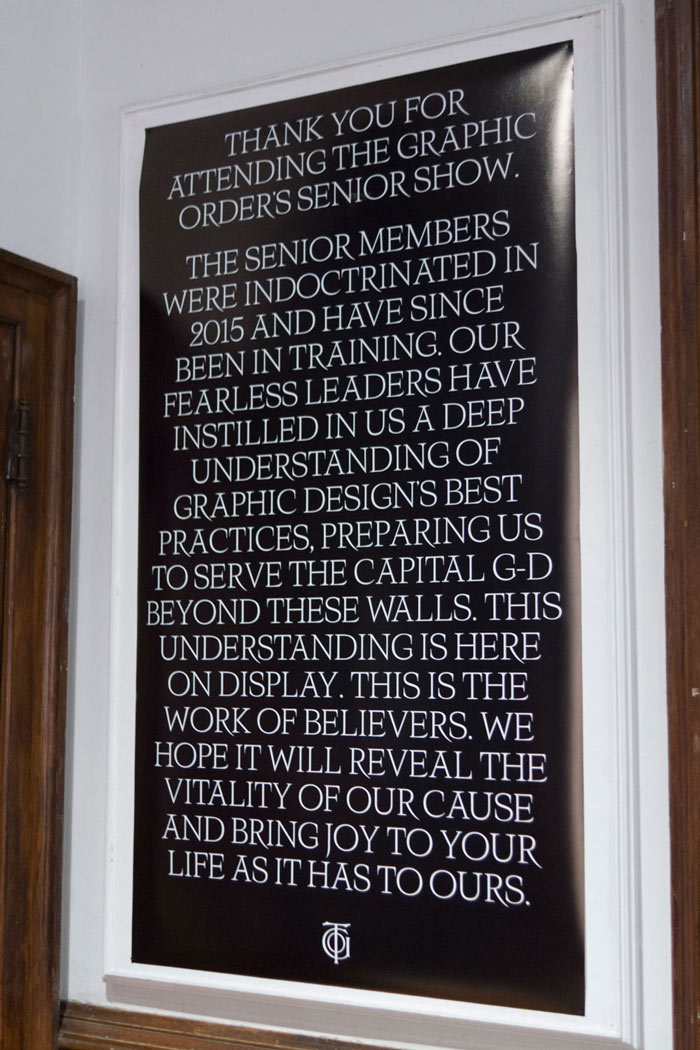 THANK YOU FOR
ATTENDING THE GRAPHIC
ORDER'S SENIOR SHOW.
THE SENIOR MEMBERS
WERE INDOCTRINATED IN
2015 AND HAVE SINCE
BEEN IN TRAINING. OUR
FEARLESS LEADERS HAVE
INSTILLED IN US A DEEP
UNDERSTANDING OF
GRAPHIC DESIGN'S BEST
PRACTICES, PREPARING US
TO SERVE THE CAPITAL G-D
BEYOND THESE WALLS. THIS
UNDERSTANDING IS HERE
ON DISPLAY. THIS IS THE
WORK OF BELIEVERS. WE
HOPE IT WILL REVEAL THE
VITALITY OF OUR CAUSE
AND BRING JOY TO YOUR
LIFE AS IT HAS TO OURS.